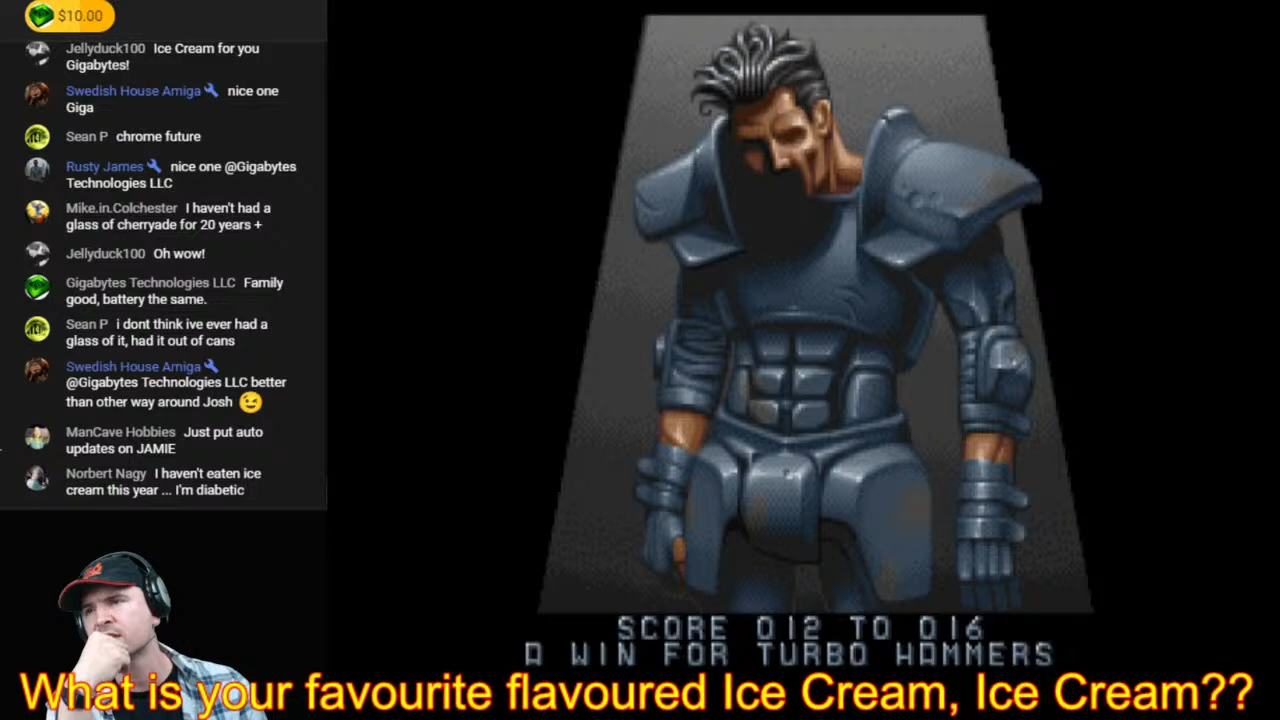 $10.00
Jellyduck100 Ice Cream for you
Gigabytes!
Swedish House Amiga nice one
Giga
Sean P chrome future
Rusty James nice one @Gigabytes
Technologies LLC
Mike.in.Colchester I haven't had a
glass of cherryade for 20 years +
Jellyduck100 Oh wow!
Gigabytes Technologies LLC Family
good, battery the same.
Sean P i dont think ive ever had a
glass of it, had it out of cans
Swedish House Amiga
@Gigabytes Technologies LLC better
than other way around Josh
ManCave Hobbies Just put auto
updates on JAMIE
Norbert Nagy I haven't eaten ice
cream this year ... I'm diabetic
SCORE 012 TO 016
A WIN FOR TURBO HAMMERS
What is your favourite flavoured Ice Cream, Ice Cream??